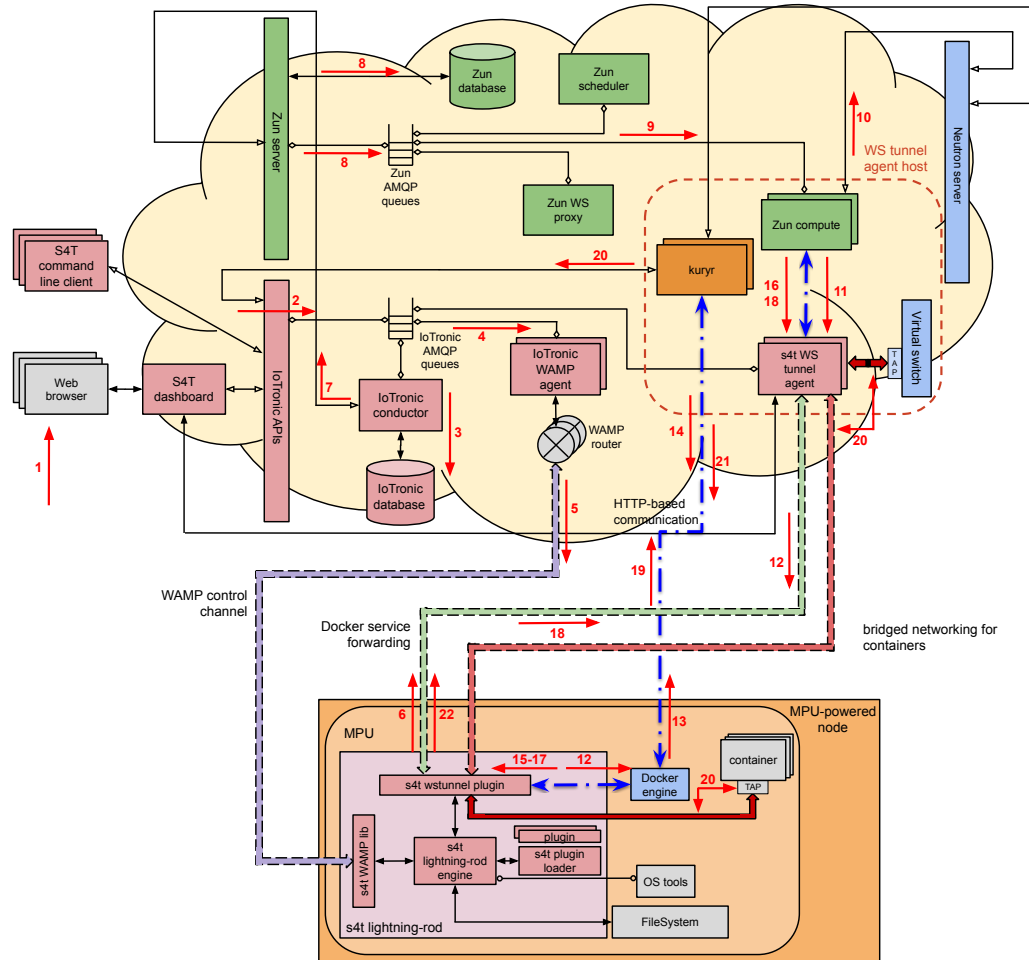 8
Zun
database
Zun
scheduler
Zun server
9
10
Neutron server
8
Zun
AMQP
queues
WS tunnel
agent host
Zun WS
proxy
Zun compute
S4T
command
line client
20
kuryr
16
18
11
2
IoTronic APIs
IoTronic
AMQP
queues
4
IoTronic
WAMP
agent
s4t WS
tunnel
agent
TAP
Virtual switch
Web
browser
S4T
dashboard
7
IoTronic
conductor
3
WAMP
router
14
20
1
21
IoTronic
database
5
HTTP-based
communication
12
19
WAMP control
channel
Docker service
forwarding
18
bridged networking for
containers
6
22
13
MPU-powered
node
MPU
15-17
12
container
s4t wstunnel plugin
Docker
engine
20
TAP
s4t WAMP lib
s4t
lightning-rod
engine
plugin
s4t plugin
loader
OS tools
FileSystem
s4t lightning-rod